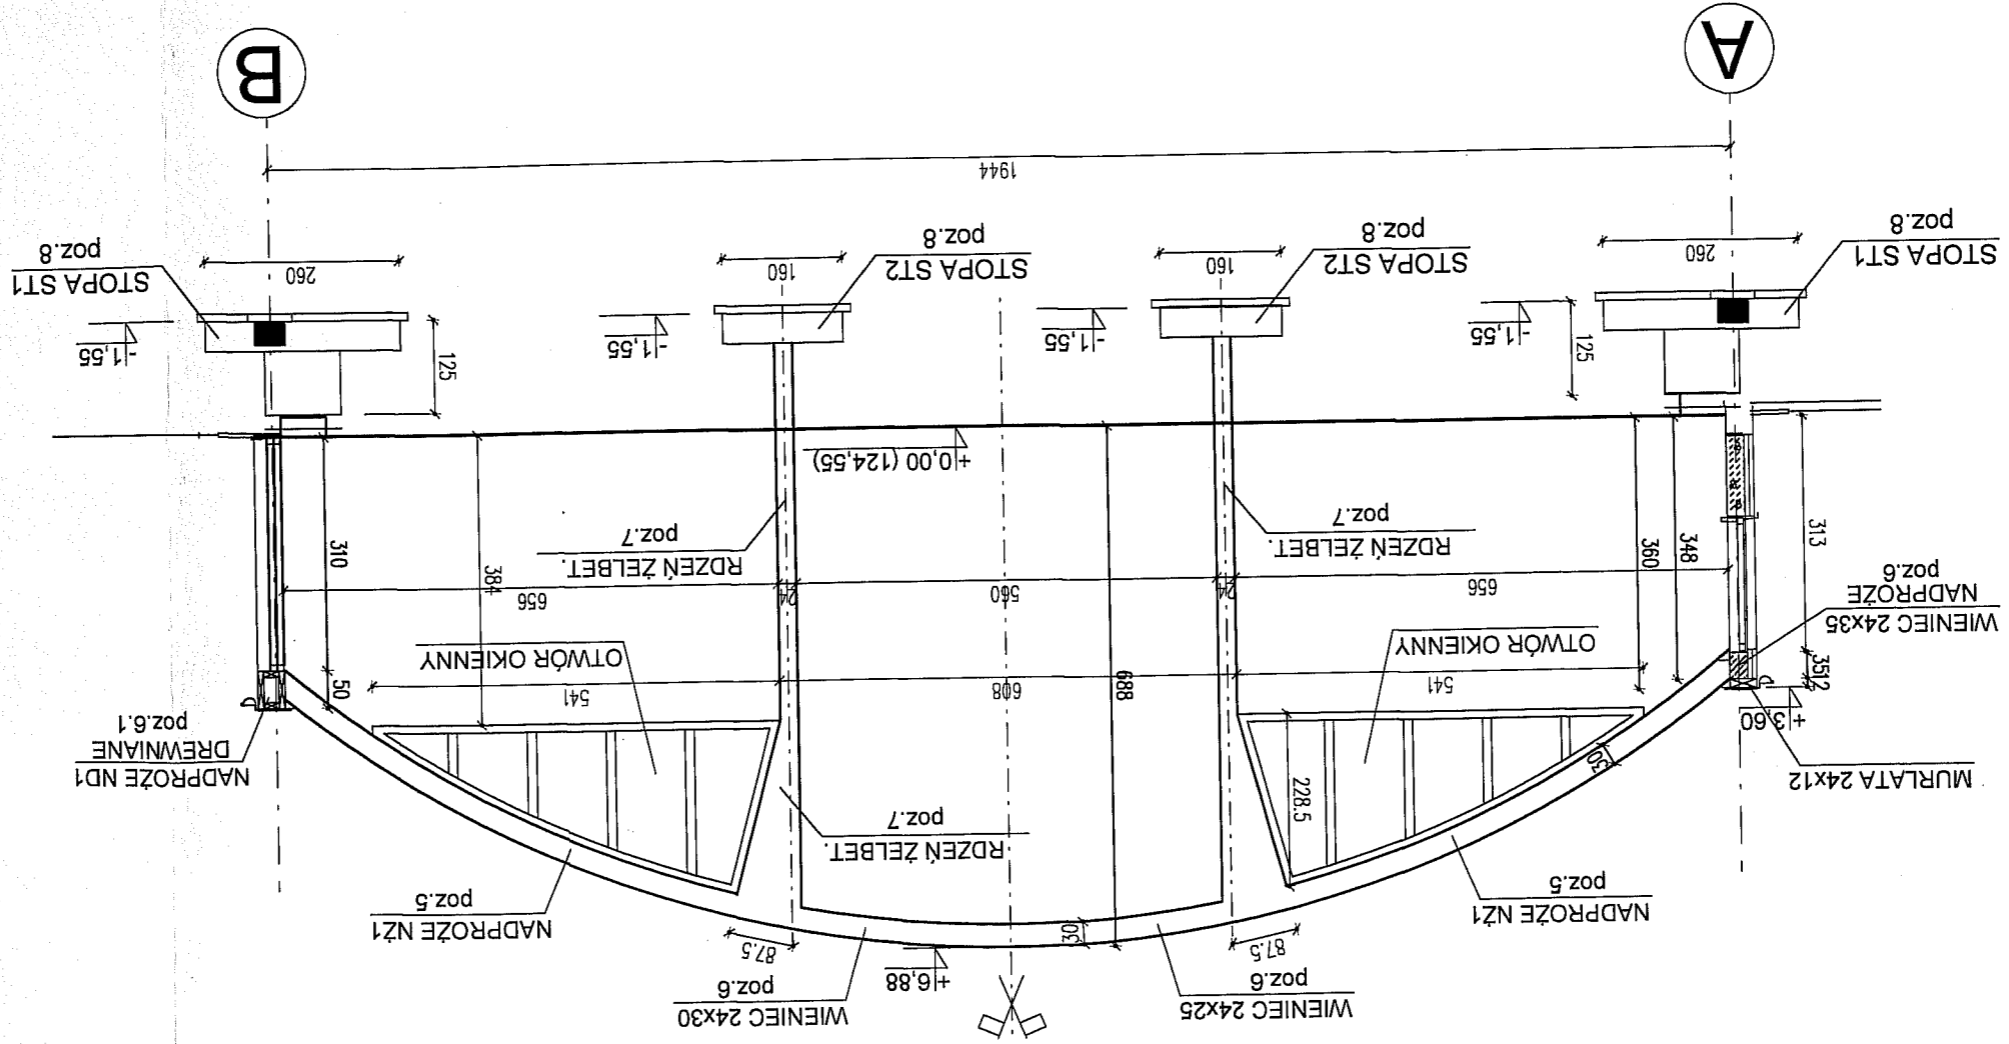 WIENIEC 24x25
poz.6
WIENIEC 24x30
poz.6
+6,88
87.5
87.5
30
NADPROŻE NŻ1
poz.5
NADPROŻE NŻ1
poz.5
RDZEŃ ŻELBET.
poz.7
228.5
30
MURLATA 24x12
+3,60
NADPROŻE ND1
DREWNIANE
poz.6.1
541
608
541
688
50
3512
OTWÓR OKIENNY
OTWÓR OKIENNY
WIENIEC 24x35
NADPROŻE
poz.6
656
24
560
24
656
313
348
360
384
310
RDZEŃ ŻELBET.
poz.7
RDZEŃ ŻELBET.
poz.7
+0,00 (124,55)
125
125
-1,55
-1,55
-1,55
-1,55
STOPA ST1
poz.8
260
STOPA ST2
poz.8
160
STOPA ST2
poz.8
160
260
STOPA ST1
poz.8
1944
A
B